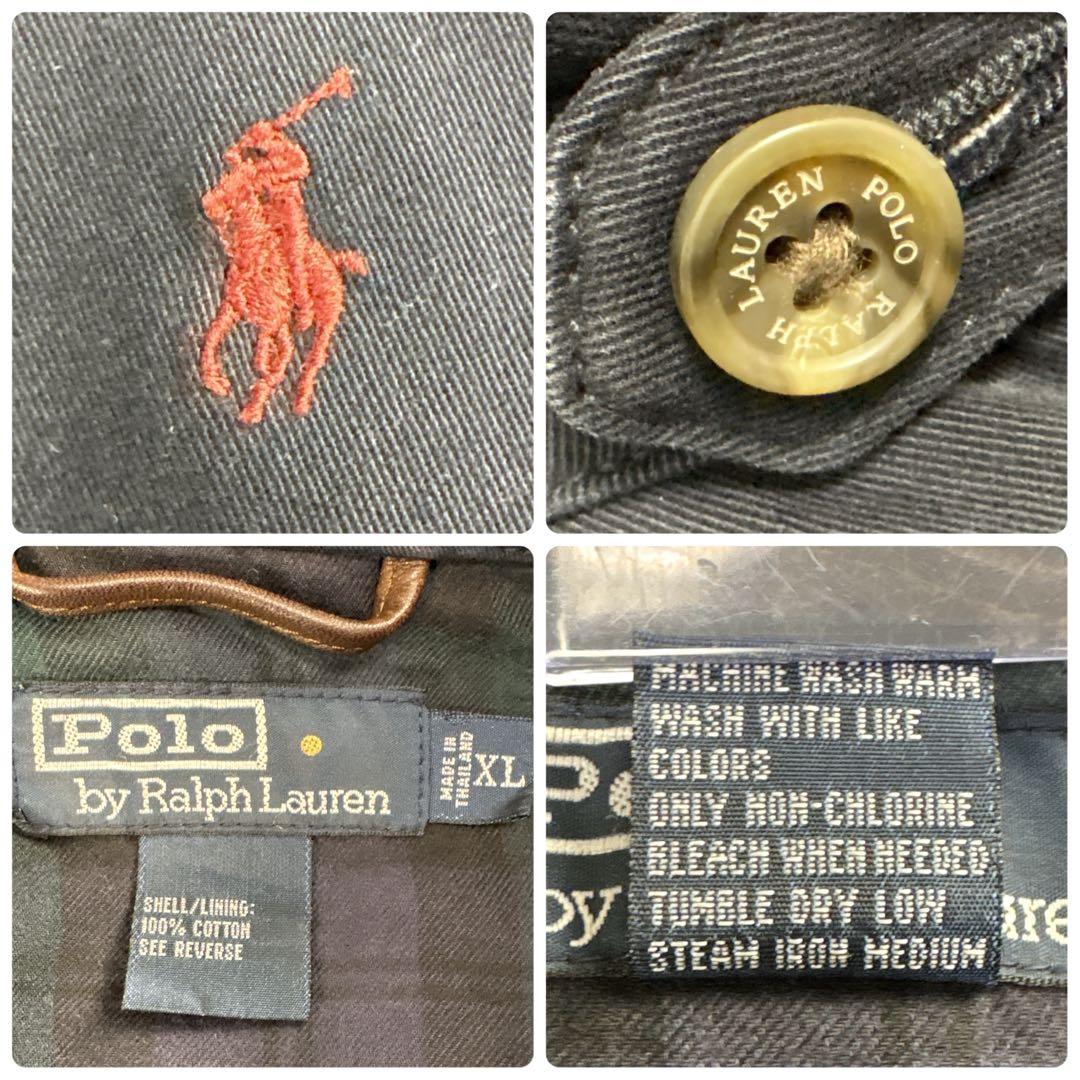 POLO RALPH LAUREN
Polo
by Ralph Lauren
MADE IN
THAILAND
XL
SHELL/LINING:
100% COTTON
SEE REVERSE
MACHINE WASH WARM
WASH WITH LIKE
COLORS
ONLY NON-CHLORINE
BLEACH WHEN NEEDED
TUMBLE DRY LOW
STEAM IRON MEDIUM